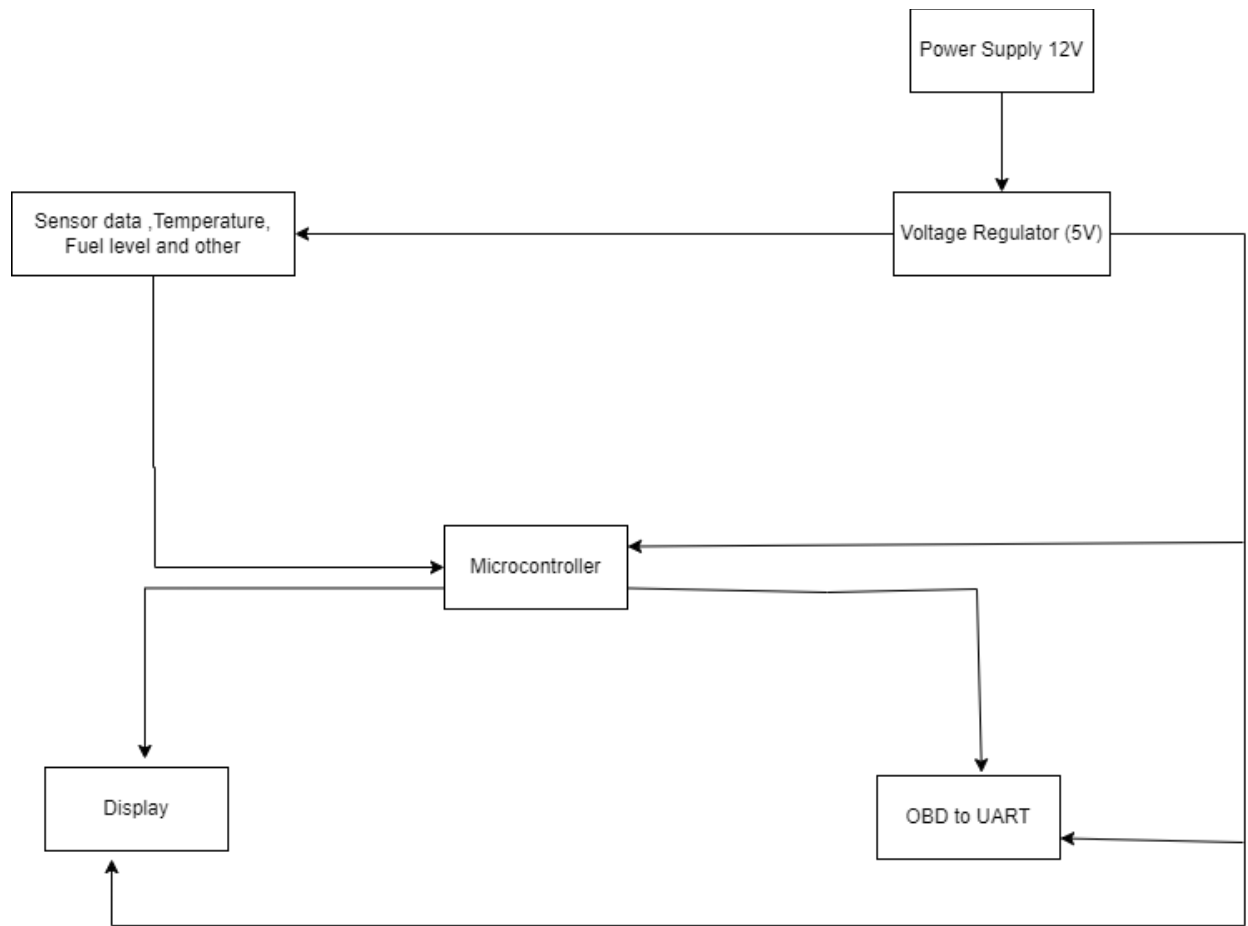 Power Supply 12V
Sensor data ,Temperature,
Fuel level and other
Voltage Regulator (5V)
Microcontroller
Display
OBD to UART